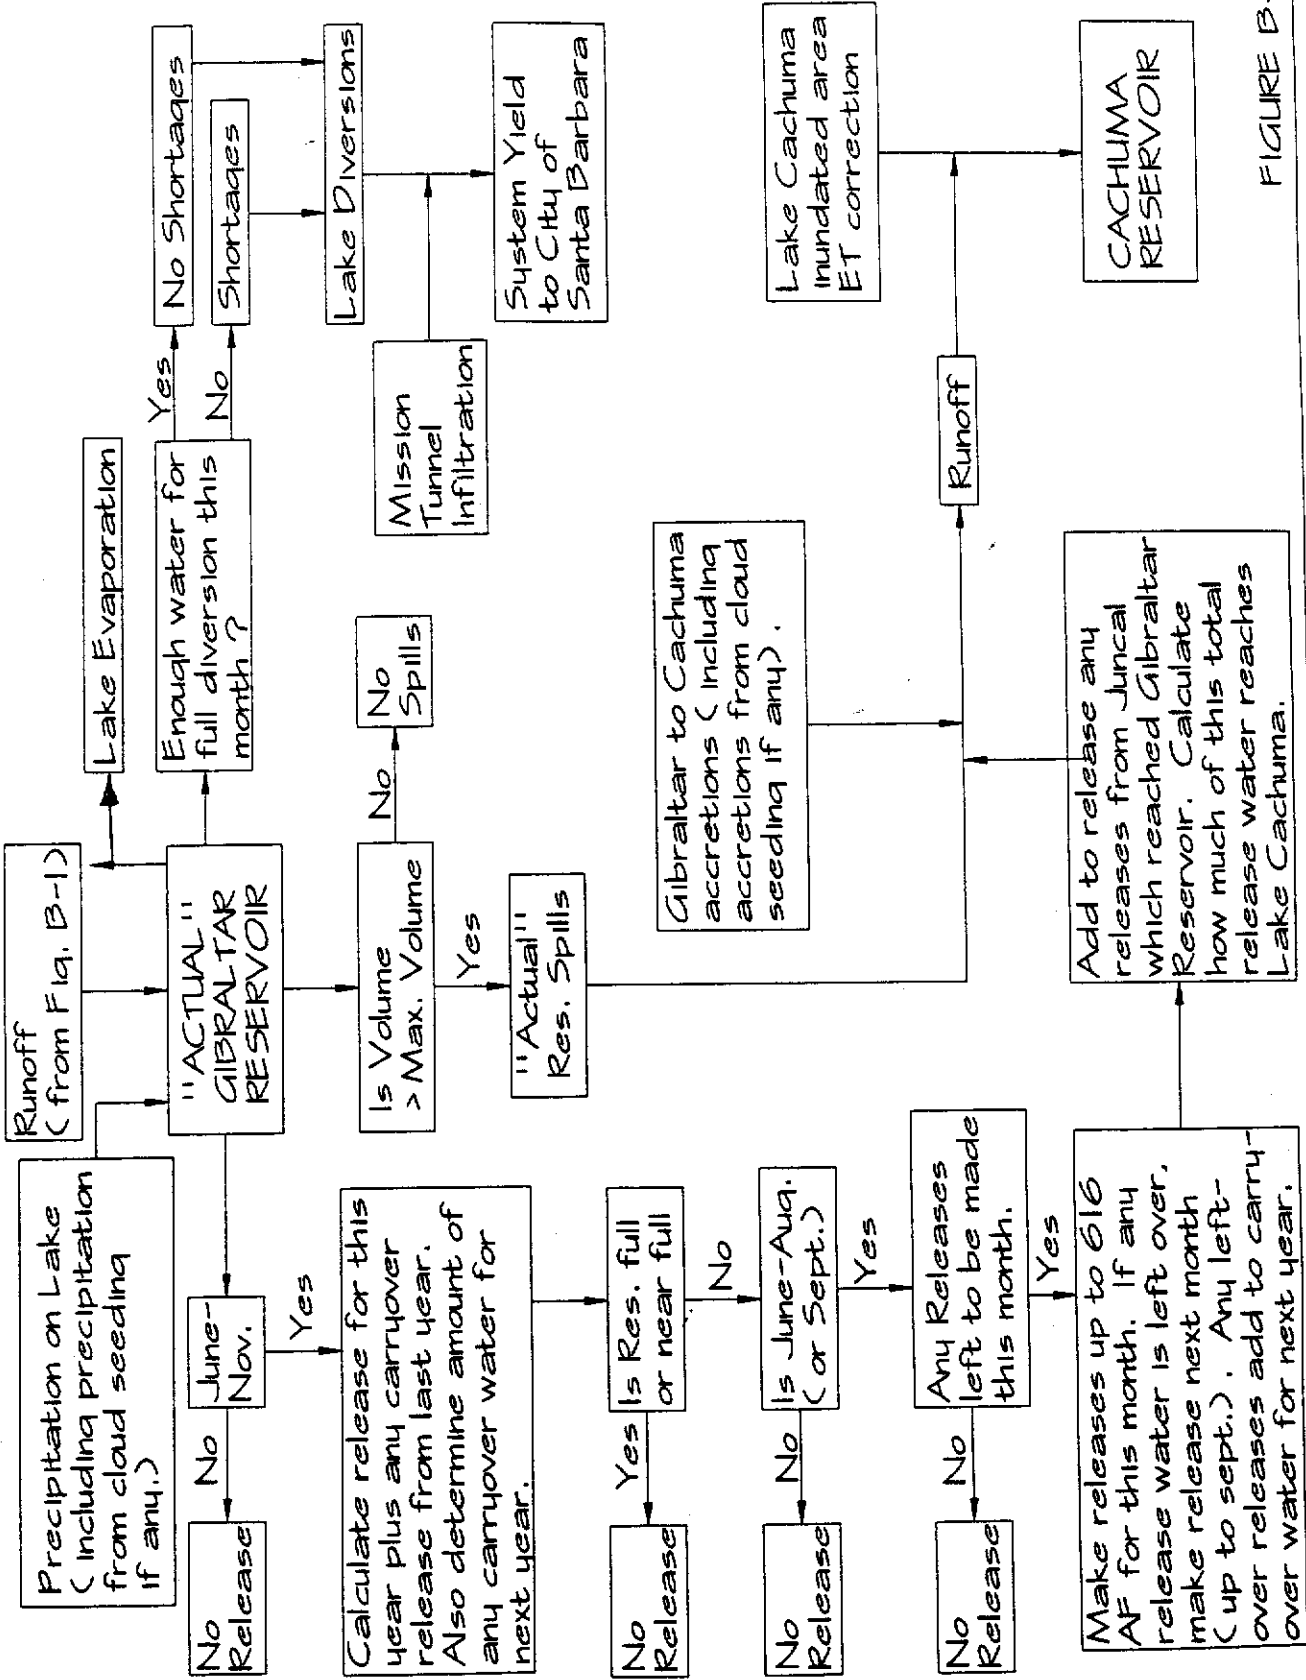 Precipitation on Lake
(Including precipitation
from cloud seeding
if any.)
Runoff
(from Fig. B-1)
Lake Evaporation
"ACTUAL"
GIBRALTAR
RESERVOIR
Enough water for
full diversion this
month ?
Yes
No
No Shortages
Shortages
Lake Diversions
Mission
Tunnel
Infiltration
System Yield
to City of
Santa Barbara
No
Release
No
June-
Nov.
Yes
Is Volume
> Max. Volume
No
No
Spills
Yes
"Actual"
Res. Spills
Calculate release for this
year plus any carryover
release from last year.
Also determine amount of
any carryover water for
next year.
No
Release
Yes
Is Res. full
or near full
No
No
Release
No
Is June-Aug.
(or Sept.)
Yes
No
Release
No
Any Releases
left to be made
this month.
Yes
Make releases up to 616
AF for this month. If any
release water is left over,
make release next month
(up to sept.). Any left-
over releases add to carry-
over water for next year.
Add to release any
releases from Juncal
which reached Gibraltar
Reservoir. Calculate
how much of this total
release water reaches
Lake Cachuma.
Gibraltar to Cachuma
accretions (Including
accretions from cloud
seeding if any).
Runoff
Lake Cachuma
inundated area
ET correction
CACHUMA
RESERVOIR
FIGURE B-